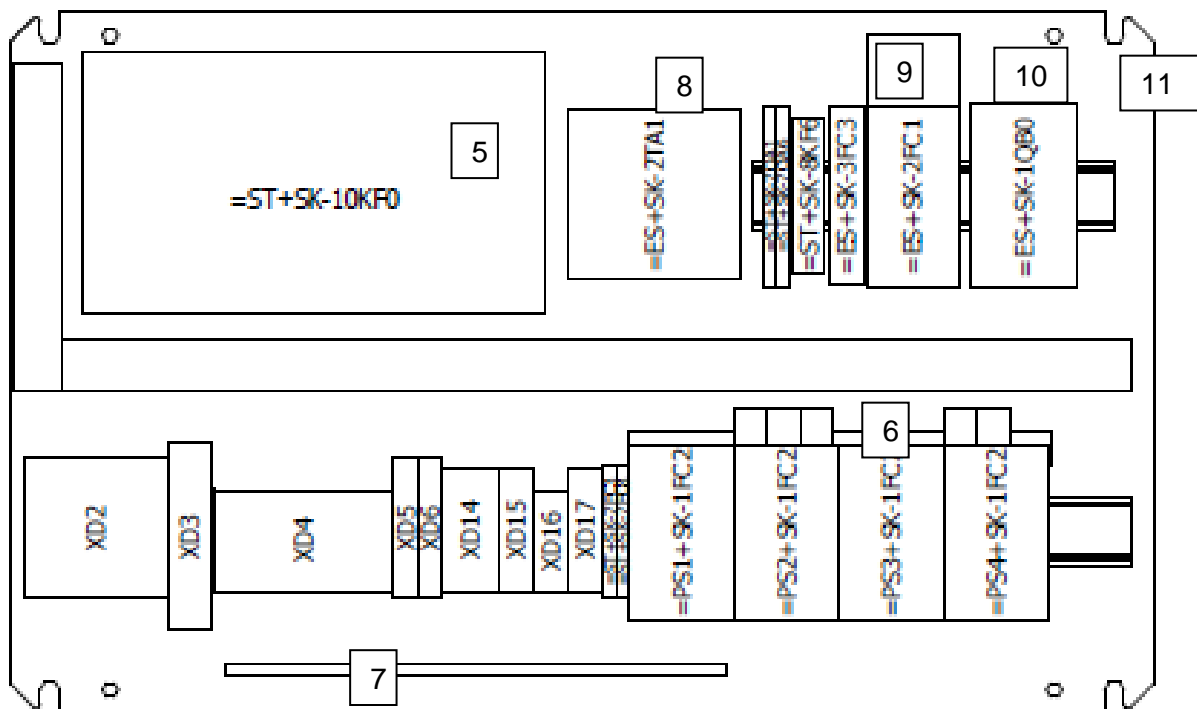 8
9
10
11
5
=ST+SK-10KF0
=ES+SK-2TA1
=ST+SK-8KF6
=ES+SK-3FC3
=ES+SK-2FC1
=ES+SK-1QB0
6
XD2
XD3
XD4
XD5
XD6
XD14
XD15
XD16
XD17
=PS1+SK-1FC2
=PS2+SK-1FC2
=PS3+SK-1FC
=PS4+SK-1FC2
7